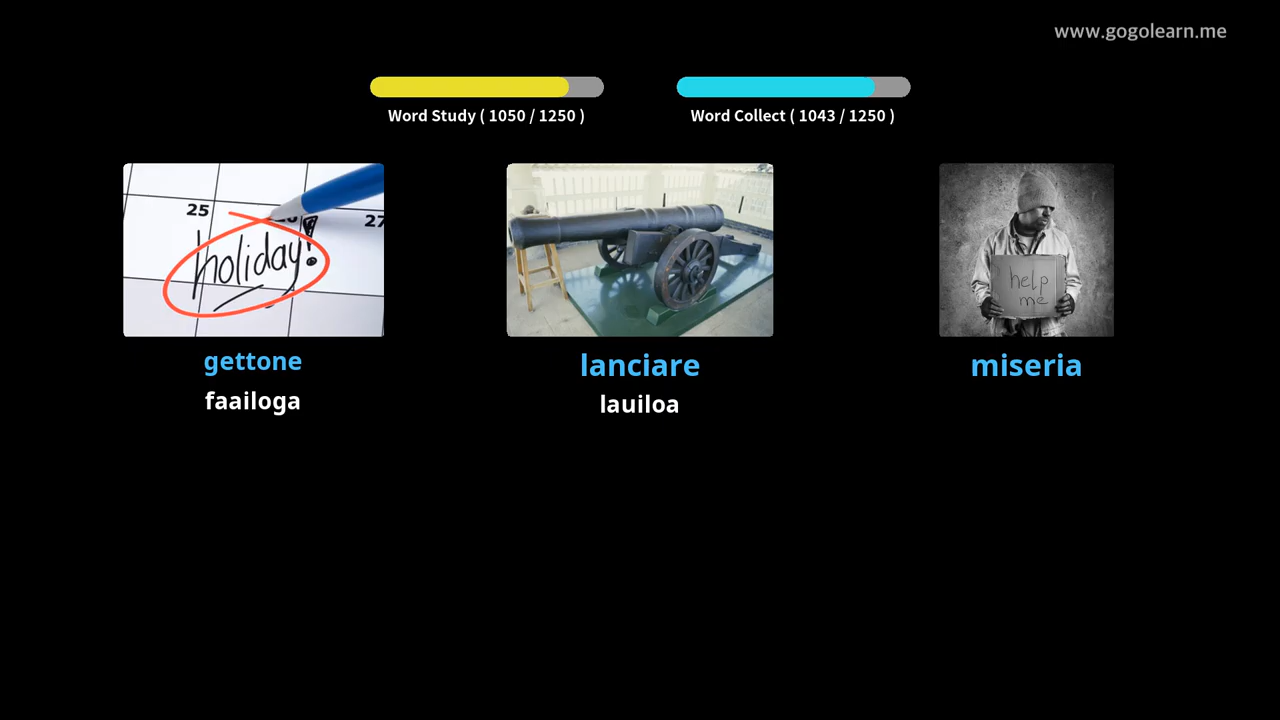 www.gogolearn.me
Word Study ( 1050 / 1250 )
Word Collect ( 1043 / 1250 )
25
27
holiday!
help
me
gettone
lanciare
miseria
faailoga
lauiloa